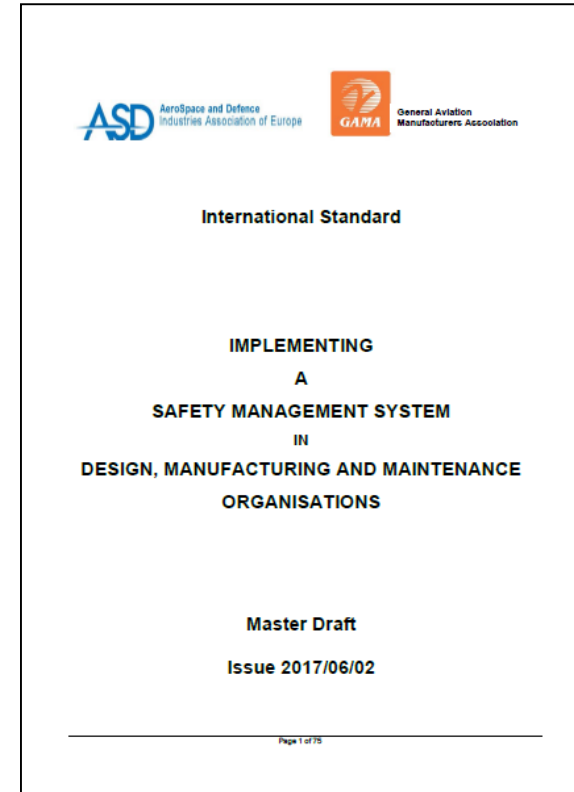 ASD
AeroSpace and Defence
Industries Association of Europe
GAMA
General Aviation
Manufacturers Association
International Standard
IMPLEMENTING
A
SAFETY MANAGEMENT SYSTEM
IN
DESIGN, MANUFACTURING AND MAINTENANCE
ORGANISATIONS
Master Draft
Issue 2017/06/02
Page 1 of 75